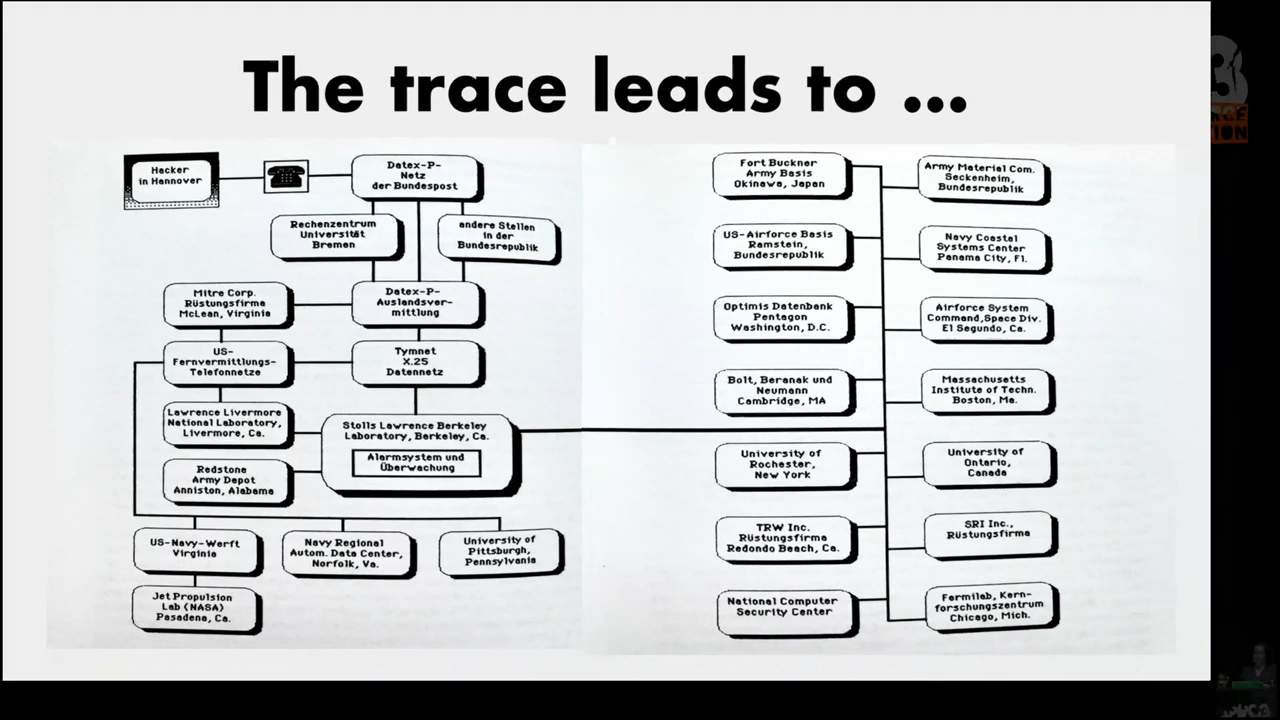 The trace leads to ...
Hacker
in Hannover
Datex-P-
Netz
der Bundespost
Rechenzentrum
Universität
Bremen
andere Stellen
in der
Bundesrepublik
Mitre Corp.
Rüstungsfirma
McLean, Virginia
Datex-P-
Auslandsver-
mittlung
US-
Fernvermittlungs-
Telefonnetze
Tymnet
X.25
Datennetz
Lawrence Livermore
National Laboratory,
Livermore, Ca.
Stolls Lawrence Berkeley
Laboratory, Berkeley, Ca.
Alarmsystem und
Überwachung
Redstone
Army Depot
Anniston, Alabama
US-Navy-Werft
Virginia
Navy Regional
Autom. Data Center,
Norfolk, Va.
University of
Pittsburgh,
Pennsylvania
Jet Propulsion
Lab (NASA)
Pasadena, Ca.
Fort Buckner
Army Basis
Okinawa, Japan
Army Material Com.
Seckenheim,
Bundesrepublik
US-Airforce Basis
Ramstein,
Bundesrepublik
Navy Coastal
Systems Center
Panama City, Fl.
Optimis Datenbank
Pentagon
Washington, D.C.
Airforce System
Command,Space Div.
El Segundo, Ca.
Bolt, Beranak und
Neumann
Cambridge, MA
Massachusetts
Institute of Techn.
Boston, Ma.
University of
Rochester,
New York
University of
Ontario,
Canada
TRW Inc.
Rüstungsfirma
Redondo Beach, Ca.
SRI Inc.,
Rüstungsfirma
National Computer
Security Center
Fermilab, Kern-
forschungszentrum
Chicago, Mich.